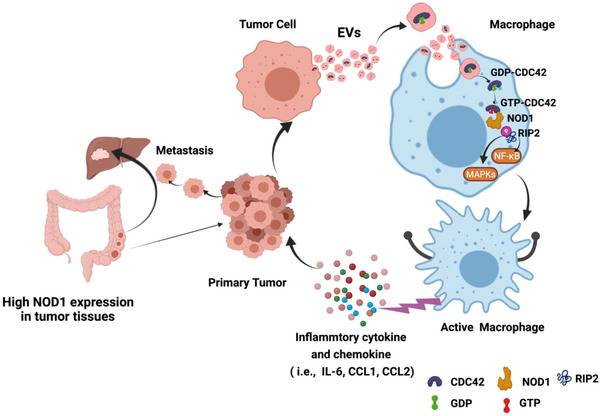 Tumor Cell
EVs
Macrophage
GDP-CDC42
GTP-CDC42
NOD1
RIP2
NF-κB
MAPKs
Metastasis
Primary Tumor
High NOD1 expression
in tumor tissues
Inflammtory cytokine
and chemokine
( i.e., IL-6, CCL1, CCL2)
Active Macrophage
CDC42
NOD1
RIP2
GDP
GTP